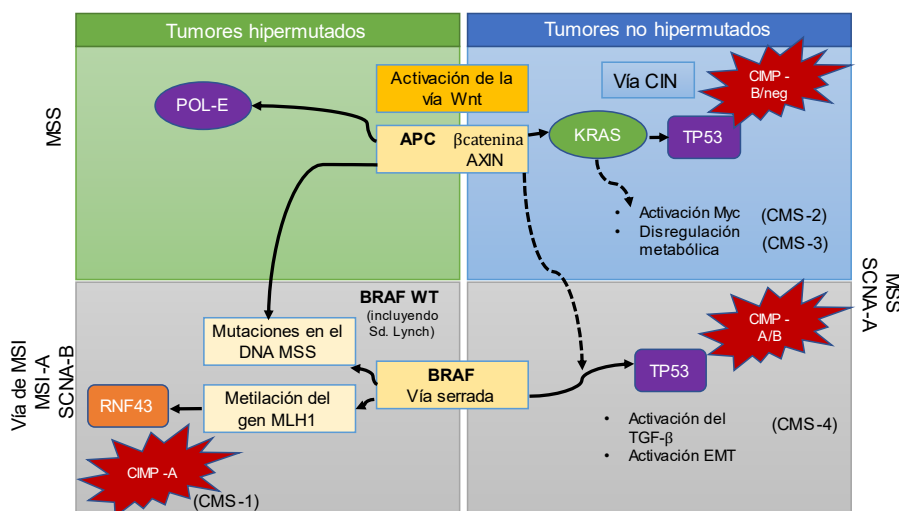 Tumores hipermutados
Tumores no hipermutados
MSS
POL-E
Activación de la
vía Wnt
APC βcatenina
AXIN
Vía CIN
CIMP -
B/neg
KRAS
TP53
• Activación Myc (CMS-2)
• Disregulación
metabólica
(CMS-3)
MSS
SCNA-A
BRAF WT
(incluyendo
Sd. Lynch)
Mutaciones en el
DNA MSS
Vía de MSI
MSI-A
SCNA-B
RNF43
Metilación del
gen MLH1
BRAF
Vía serrada
CIMP -A
(CMS-1)
CIMP -
A/B
TP53
• Activación del
TGF-β
(CMS-4)
• Activación EMT